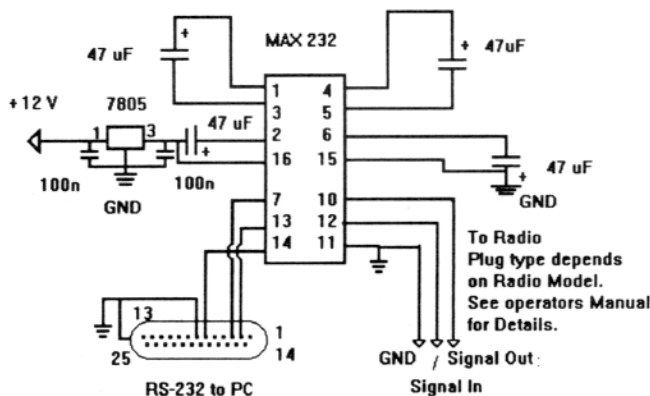 MAX 232
47 uF
+
+
47uF
+ 12 V
7805
1
3
47 uF
+
100n
100n
GND
1
3
2
16
7
13
14
4
5
6
15
10
12
11
47 uF
+
GND
To Radio
Plug type depends
on Radio Model.
See operators Manual
for Details.
13
1
25
14
RS-232 to PC
GND / Signal Out :
Signal In